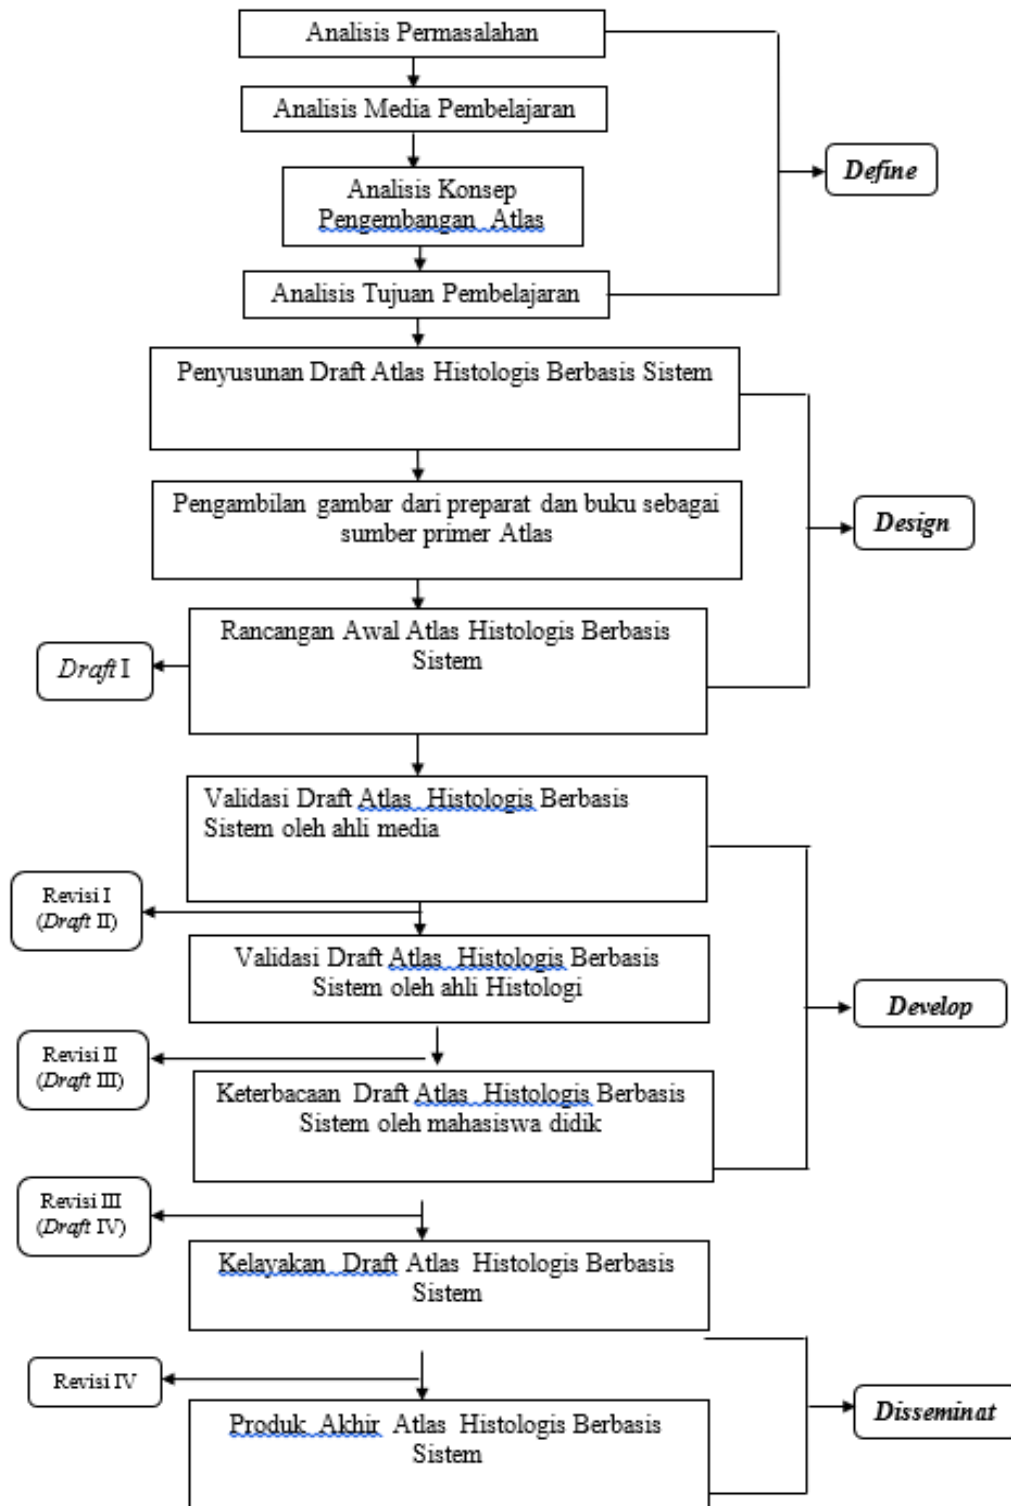 Analisis Permasalahan
Analisis Media Pembelajaran
Define
Analisis Konsep
Pengembangan Atlas
Analisis Tujuan Pembelajaran
Penyusunan Draft Atlas Histologis Berbasis Sistem
Pengambilan gambar dari preparat dan buku sebagai
sumber primer Atlas
Design
Rancangan Awal Atlas Histologis Berbasis
Sistem
Draft I
Validasi Draft Atlas Histologis Berbasis
Sistem oleh ahli media
Revisi I
(Draft II)
Validasi Draft Atlas Histologis Berbasis
Sistem oleh ahli Histologi
Develop
Revisi II
(Draft III)
Keterbacaan Draft Atlas Histologis Berbasis
Sistem oleh mahasiswa didik
Revisi III
(Draft IV)
Kelayakan Draft Atlas Histologis Berbasis
Sistem
Revisi IV
Produk Akhir Atlas Histologis Berbasis
Sistem
Disseminat